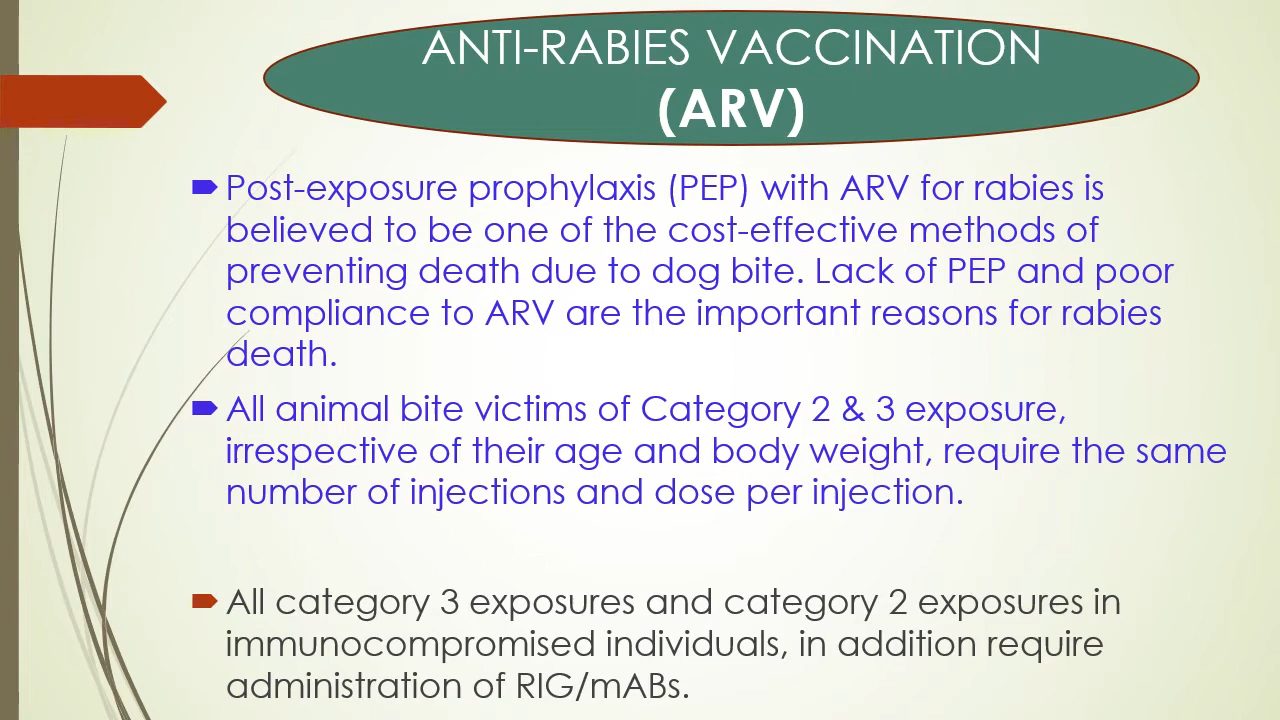 ANTI-RABIES VACCINATION
(ARV)
Post-exposure prophylaxis (PEP) with ARV for rabies is
believed to be one of the cost-effective methods of
preventing death due to dog bite. Lack of PEP and poor
compliance to ARV are the important reasons for rabies
death.
All animal bite victims of Category 2 & 3 exposure,
irrespective of their age and body weight, require the same
number of injections and dose per injection.
All category 3 exposures and category 2 exposures in
immunocompromised individuals, in addition require
administration of RIG/mABs.